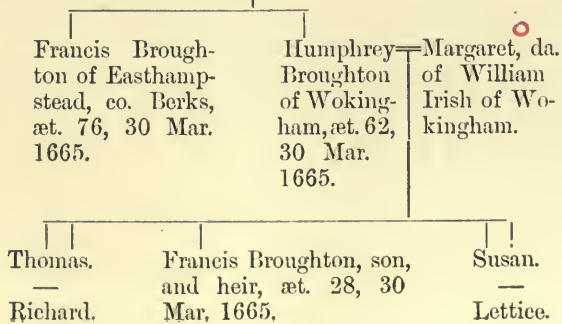 Francis Brough-
ton of Easthamp-
stead, co. Berks,
æt. 76, 30 Mar.
1665.
Humphrey
Broughton
of Woking-
ham, æt. 62,
30 Mar.
1665.
Margaret, da.
of William
Irish of Wo-
kingham.
Thomas.
—
Richard.
Francis Broughton, son,
and heir, æt. 28, 30
Mar, 1665.
Susan.
—
Lettice.